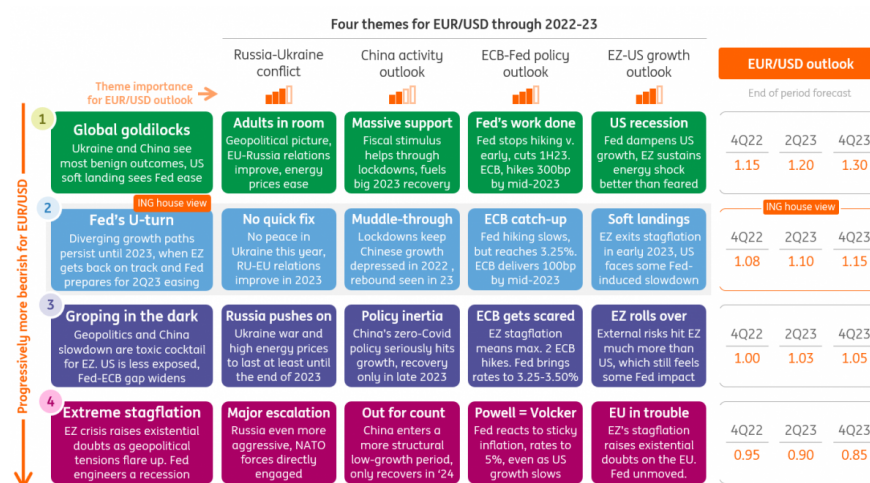 Four themes for EUR/USD through 2022-23
Theme importance
for EUR/USD outlook
Russia-Ukraine
conflict
China activity
outlook
ECB-Fed policy
outlook
EZ-US growth
outlook
EUR/USD outlook
End of period forecast
Progressively more bearish for EUR/USD
1
Global goldilocks
Ukraine and China see
most benign outcomes, US
soft landing sees Fed ease
Adults in room
Geopolitical picture,
EU-Russia relations
improve, energy
prices ease
Massive support
Fiscal stimulus
helps through
lockdowns, fuels
big 2023 recovery
Fed's work done
Fed stops hiking v.
early, cuts 1H23.
ECB, hikes 300bp
by mid-2023
US recession
Fed dampens US
growth, EZ sustains
energy shock
better than feared
4Q22 2Q23 4Q23
1.15 1.20 1.30
ING house view
2
Fed's U-turn
Diverging growth paths
persist until 2023, when EZ
gets back on track and Fed
prepares for 2Q23 easing
No quick fix
No peace in
Ukraine this year,
RU-EU relations
improve in 2023
Muddle-through
Lockdowns keep
Chinese growth
depressed in 2022 ,
rebound seen in 23
ECB catch-up
Fed hiking slows,
but reaches 3.25%.
ECB delivers 100bp
by mid-2023
Soft landings
EZ exits stagflation
in early 2023, US
faces some Fed-
induced slowdown
ING house view
4Q22 2Q23 4Q23
1.08 1.10 1.15
3
Groping in the dark
Geopolitics and China
slowdown are toxic cocktail
for EZ. US is less exposed,
Fed-ECB gap widens
Russia pushes on
Ukraine war and
high energy prices
to last at least until
the end of 2023
Policy inertia
China's zero-Covid
policy seriously hits
growth, recovery
only in late 2023
ECB gets scared
EZ stagflation
means max. 2 ECB
hikes. Fed brings
rates to 3.25-3.50%
EZ rolls over
External risks hit EZ
much more than
US, which still feels
some Fed impact
4Q22 2Q23 4Q23
1.00 1.03 1.05
4
Extreme stagflation
EZ crisis raises existential
doubts as geopolitical
tensions flare up. Fed
engineers a recession
Major escalation
Russia even more
aggressive, NATO
forces directly
engaged
Out for count
China enters a
more structural
low-growth period,
only recovers in '24
Powell = Volcker
Fed reacts to sticky
inflation, rates to
5%, even as US
growth slows
EU in trouble
EZ's stagflation
raises existential
doubts on the EU.
Fed unmoved.
4Q22 2Q23 4Q23
0.95 0.90 0.85